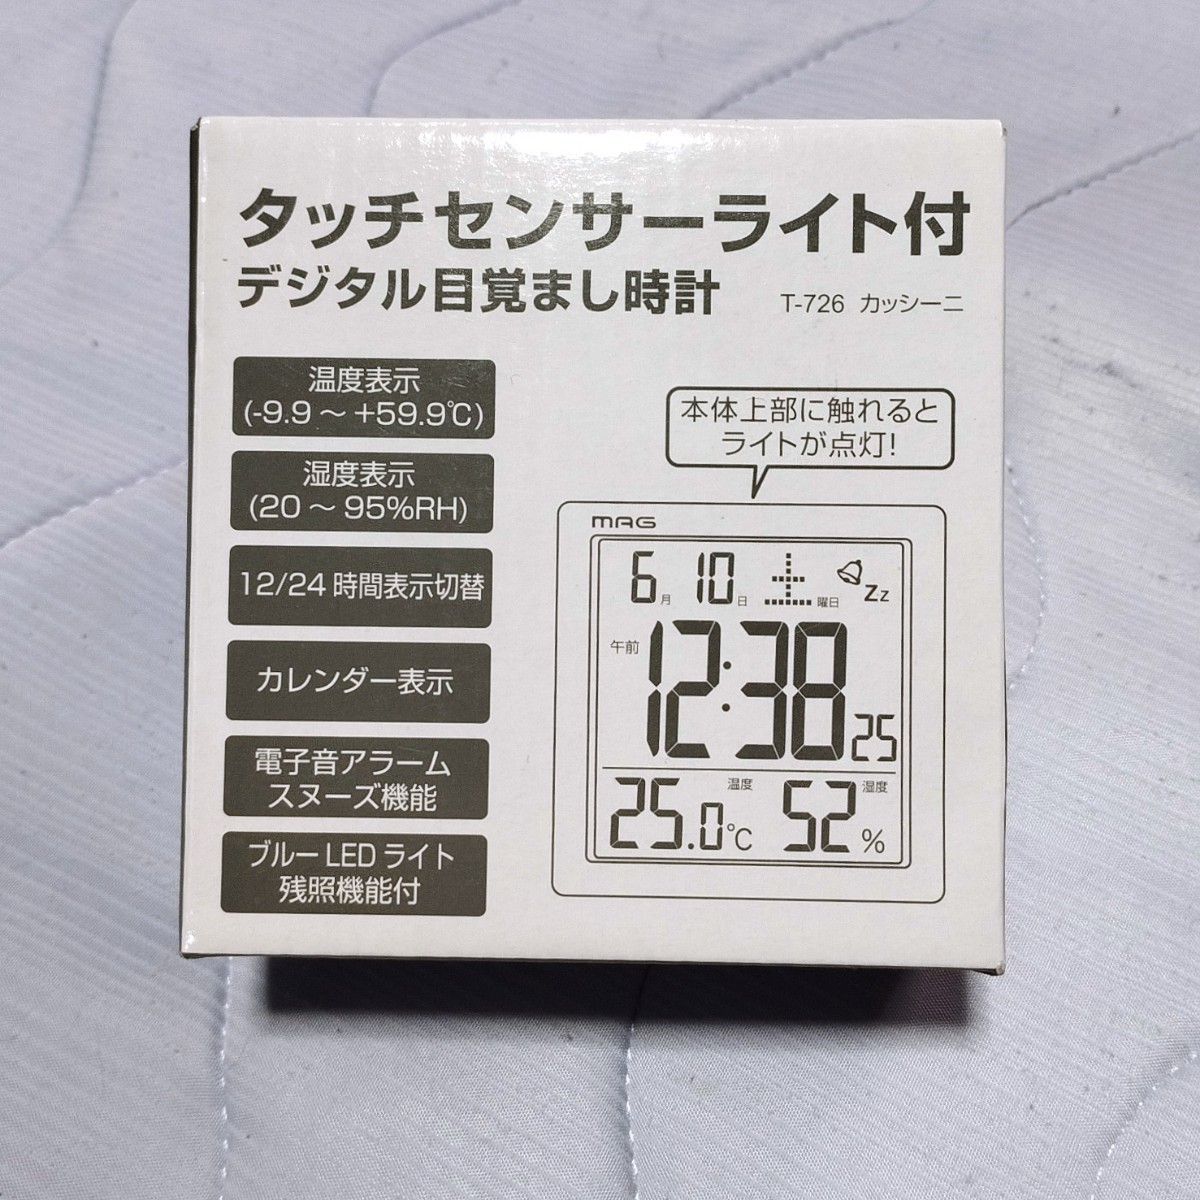 タッチセンサーライト付
デジタル目覚まし時計
T-726 カッシーニ
温度表示
(-9.9～+59.9℃)
湿度表示
(20～95%RH)
12/24時間表示切替
カレンダー表示
電子音アラーム
スヌーズ機能
ブルーLEDライト
残照機能付
本体上部に触れると
ライトが点灯!
MAG
6月 10日 土曜日 Zz
午前 12:38 25
温度 湿度
25.0℃ 52%